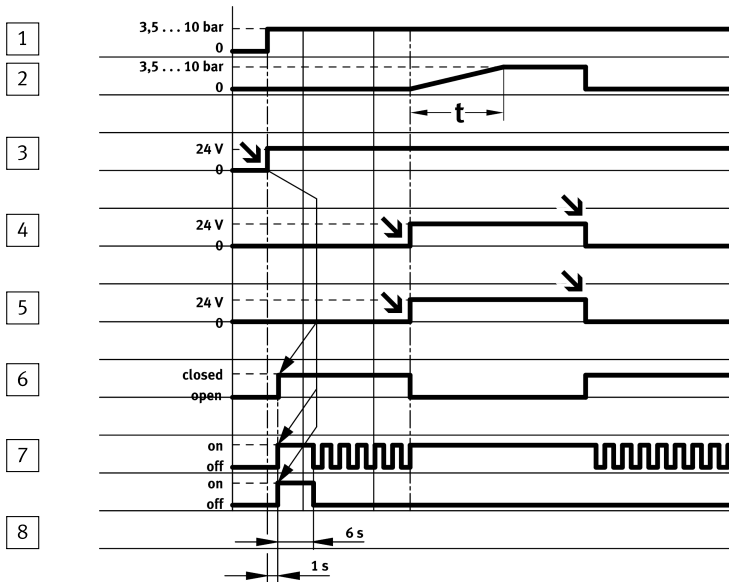 1
3,5 . . . 10 bar
0
2
3,5 . . . 10 bar
0
t
3
24 V
0
4
24 V
0
5
24 V
0
6
closed
open
7
on
off
on
off
8
6 s
1 s